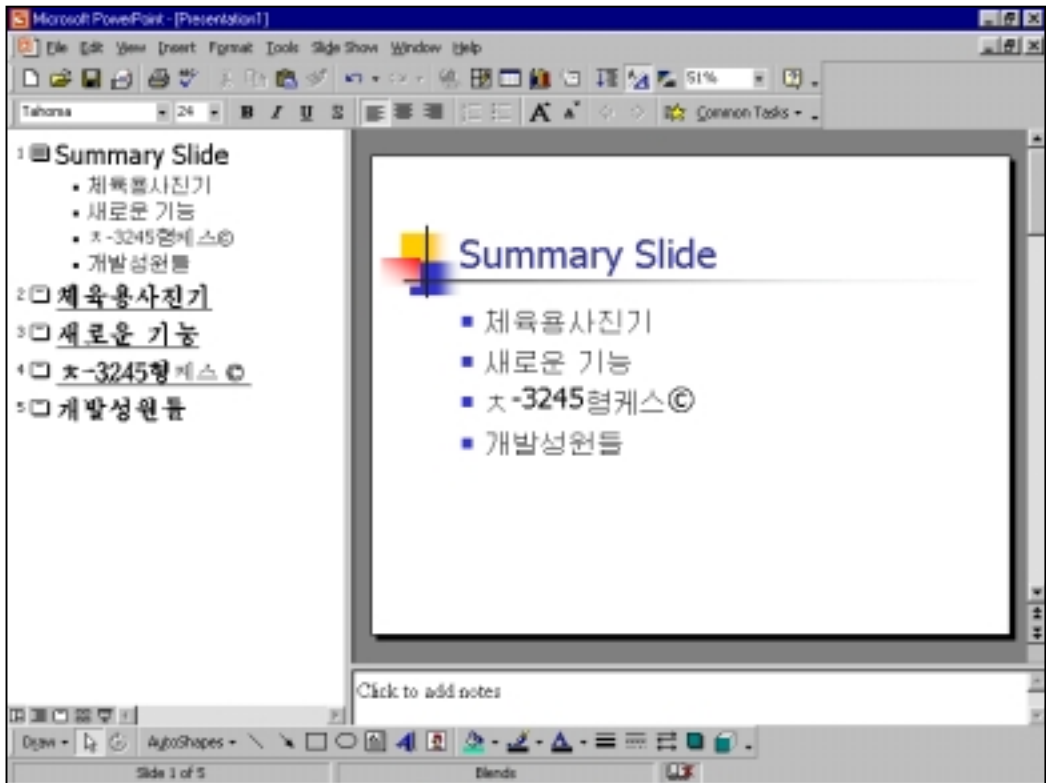 Microsoft PowerPoint - [Presentation1]
File Edit View Insert Format Tools Slide Show Window Help
51%
Tahoma 24 B I U S A A Common Tasks
1 Summary Slide
체육용사진기
새로운 기능
ㅊ-3245형케스©
개발성원들
2 체육용사진기
3 새로운 기능
4 ㅊ-3245형케스 ©
5 개발성원들
Summary Slide
체육용사진기
새로운 기능
ㅊ-3245형케스©
개발성원들
Click to add notes
Draw AutoShapes
Slide 1 of 5 Blends